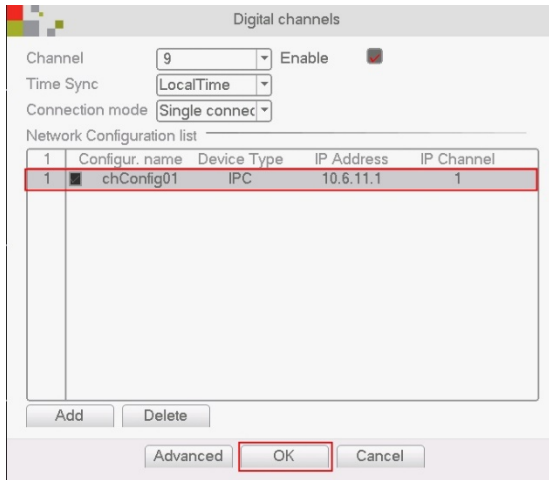 Digital channels
Channel 9 Enable
Time Sync LocalTime
Connection mode Single connec
Network Configuration list
1 Configur. name Device Type IP Address IP Channel
1 chConfig01 IPC 10.6.11.1 1
Add Delete
Advanced OK Cancel